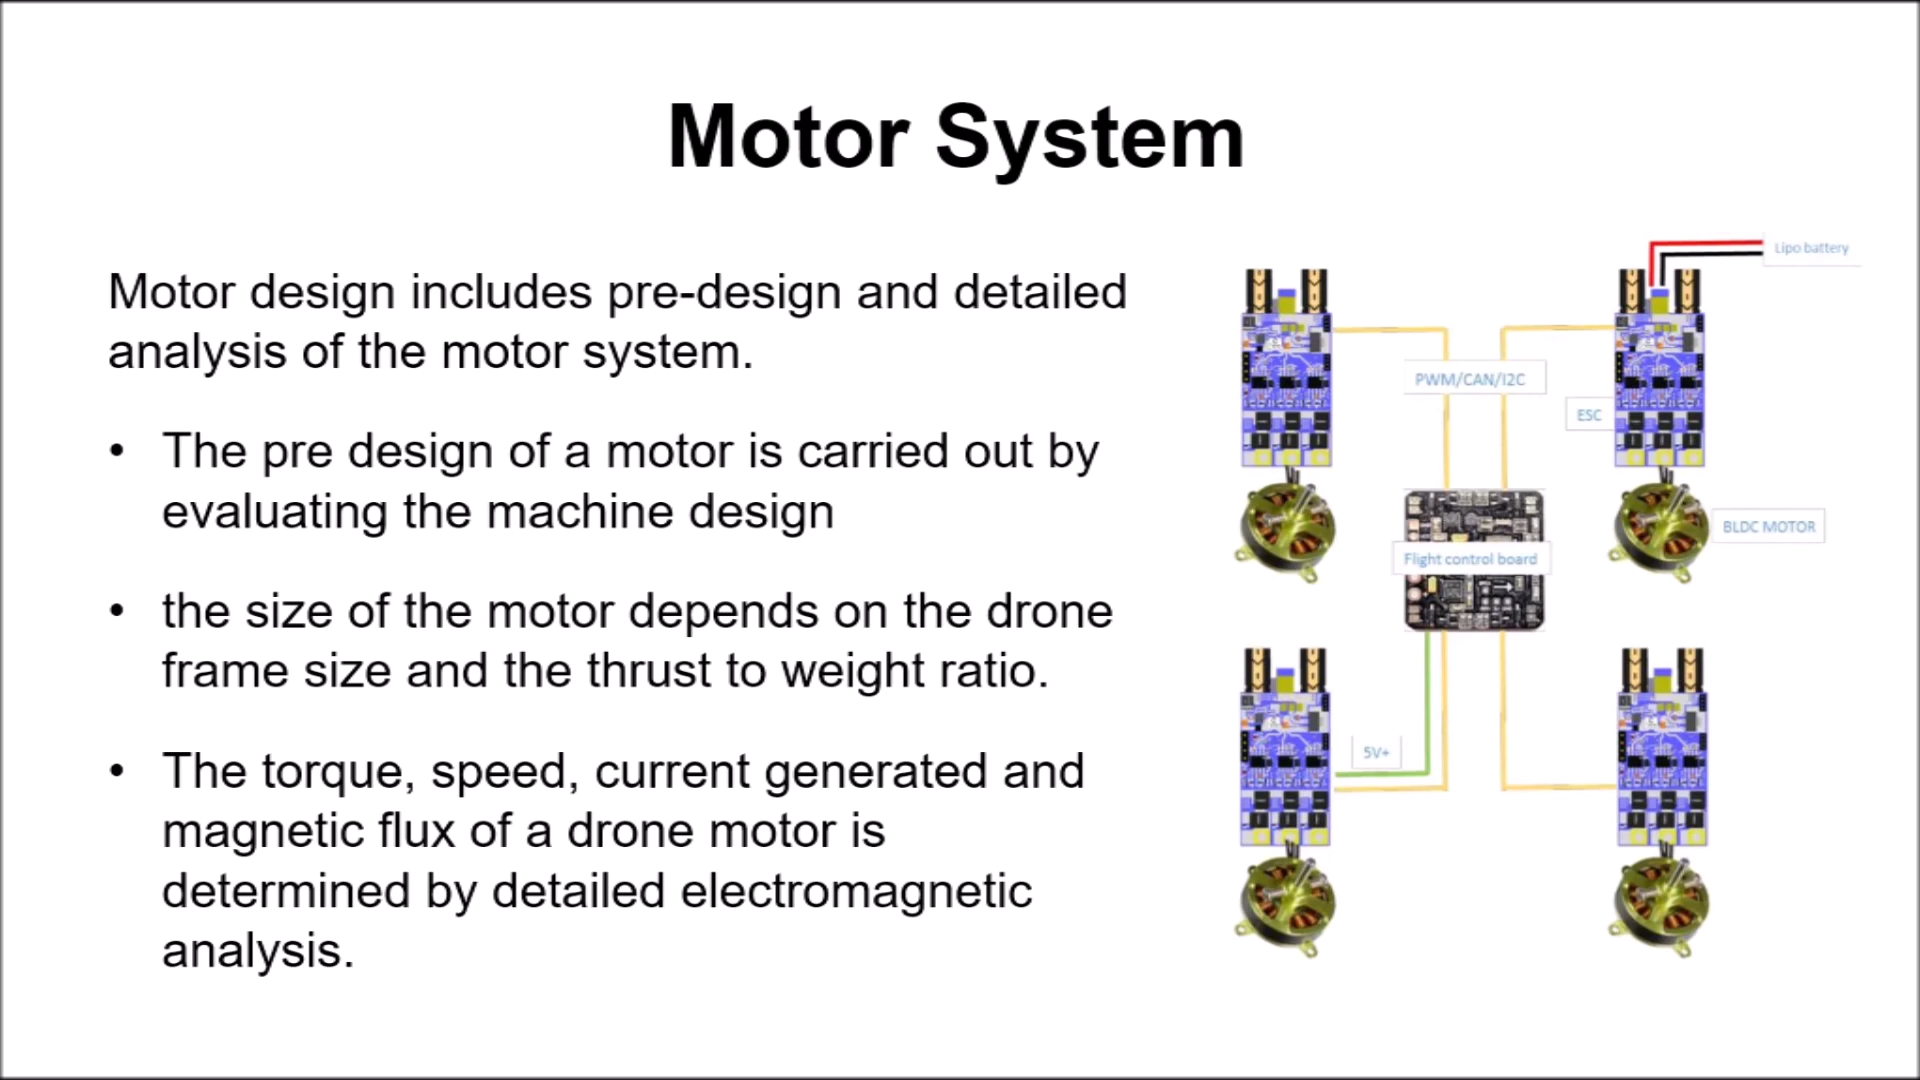 Motor System
Motor design includes pre-design and detailed
analysis of the motor system.
• The pre design of a motor is carried out by
evaluating the machine design
• the size of the motor depends on the drone
frame size and the thrust to weight ratio.
• The torque, speed, current generated and
magnetic flux of a drone motor is
determined by detailed electromagnetic
analysis.
Lipo battery
PWM/CAN/I2C
ESC
BLDC MOTOR
Flight control board
5V+